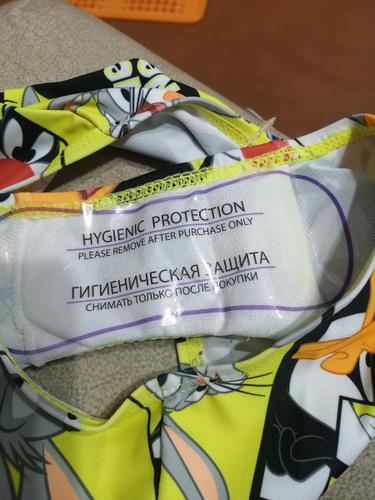 HYGIENIC PROTECTION
PLEASE REMOVE AFTER PURCHASE ONLY
ГИГИЕНИЧЕСКАЯ ЗАЩИТА
СНИМАТЬ ТОЛЬКО ПОСЛЕ ПОКУПКИ